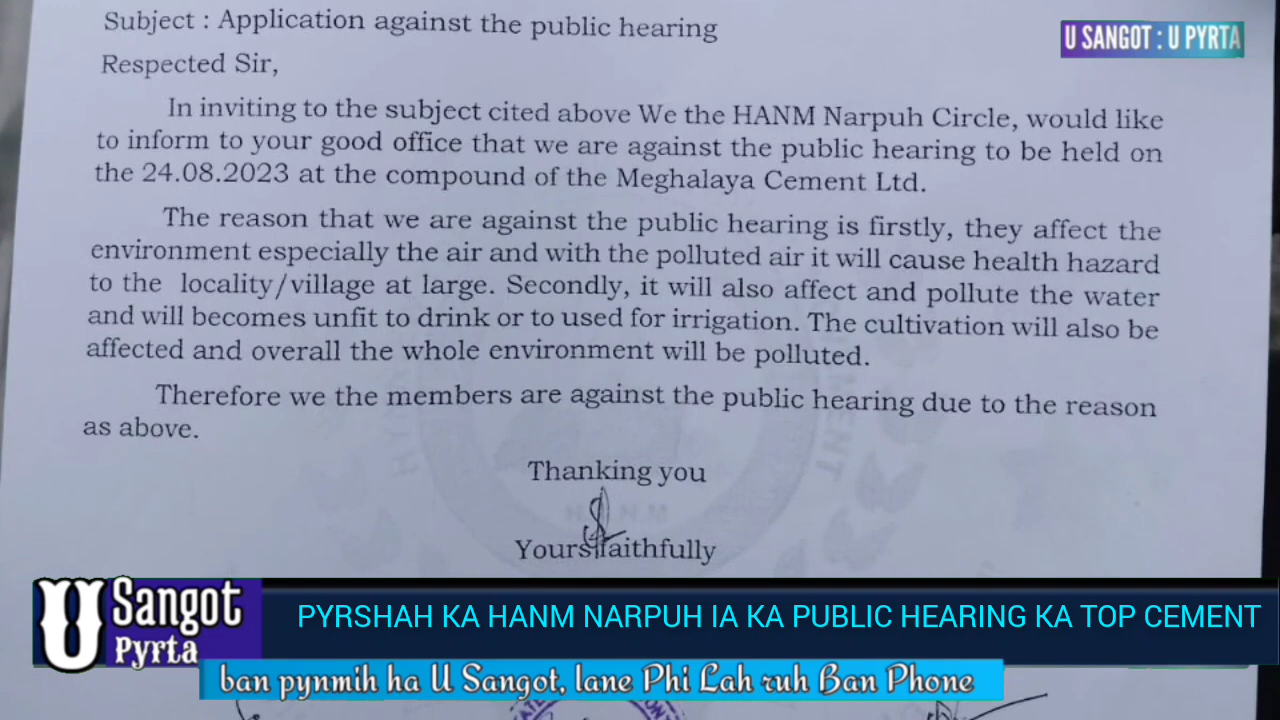 Subject : Application against the public hearing
U SANGOT : U PYRTA
Respected Sir,
In inviting to the subject cited above We the HANM Narpuh Circle, would like
to inform to your good office that we are against the public hearing to be held on
the 24.08.2023 at the compound of the Meghalaya Cement Ltd.
The reason that we are against the public hearing is firstly, they affect the
environment especially the air and with the polluted air it will cause health hazard
to the locality/village at large. Secondly, it will also affect and pollute the water
and will becomes unfit to drink or to used for irrigation. The cultivation will also be
affected and overall the whole environment will be polluted.
Therefore we the members are against the public hearing due to the reason
as above.
Thanking you
Yours faithfully
U Sangot Pyrta
PYRSHAH KA HANM NARPUH IA KA PUBLIC HEARING KA TOP CEMENT
ban pynmih ha U Sangot, lane Phi Lah ruh Ban Phone